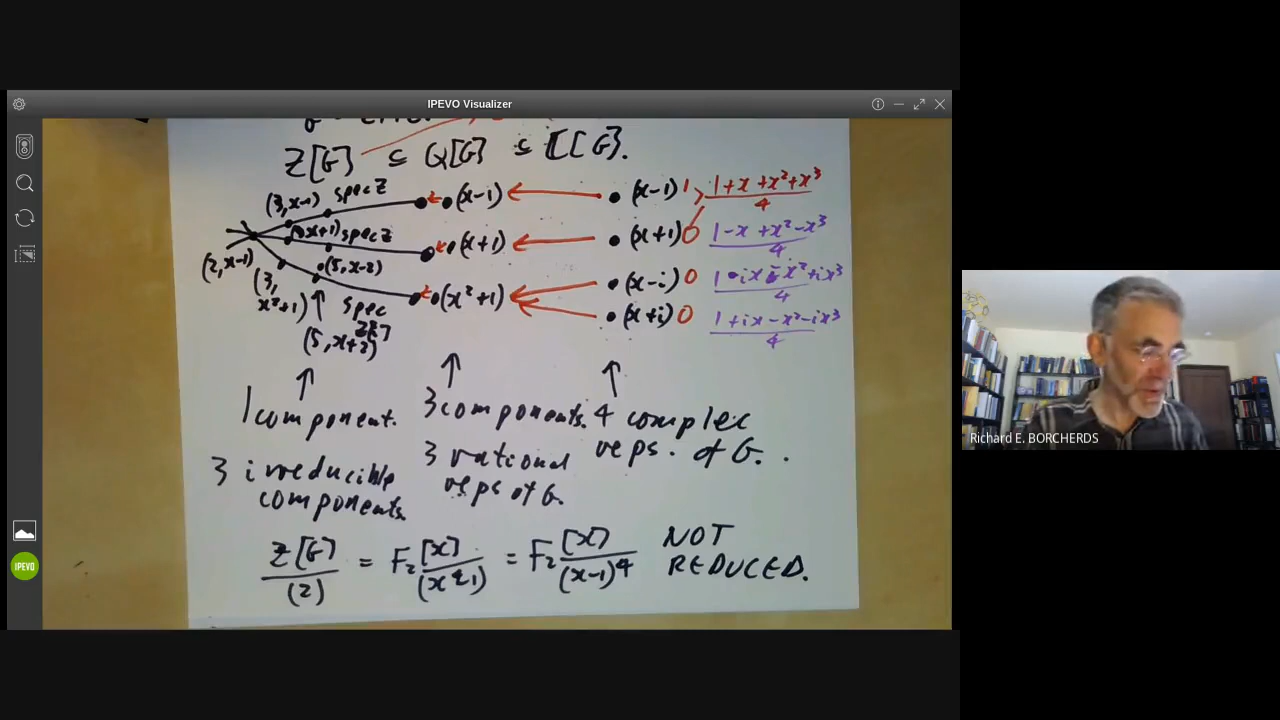 IPEVO Visualizer
Z[G] ⊆ Q[G] ⊆ C[G].
(3, x-1) spec Z
(x-1)
(x-1) 1
1+x+x²+x³ / 4
(3, x+1) spec Z
(x+1)
(x+1) 0
1-x+x²-x³ / 4
(2, x-1)
(5, x-2)
(3, x²+1)
(x²+1)
(x-i) 0
(x+i) 0
1+ix-x²-ix³ / 4
spec
(5, x+2)
1 component.
3 components.
4 complex
reps. of G.
3 irreducible
components.
3 rational
reps of G.
Z[G] / (2) = F₂[x] / (x⁴-1) = F₂[x] / (x-1)⁴
NOT
REDUCED.
IPEVO
Richard E. BORCHERDS